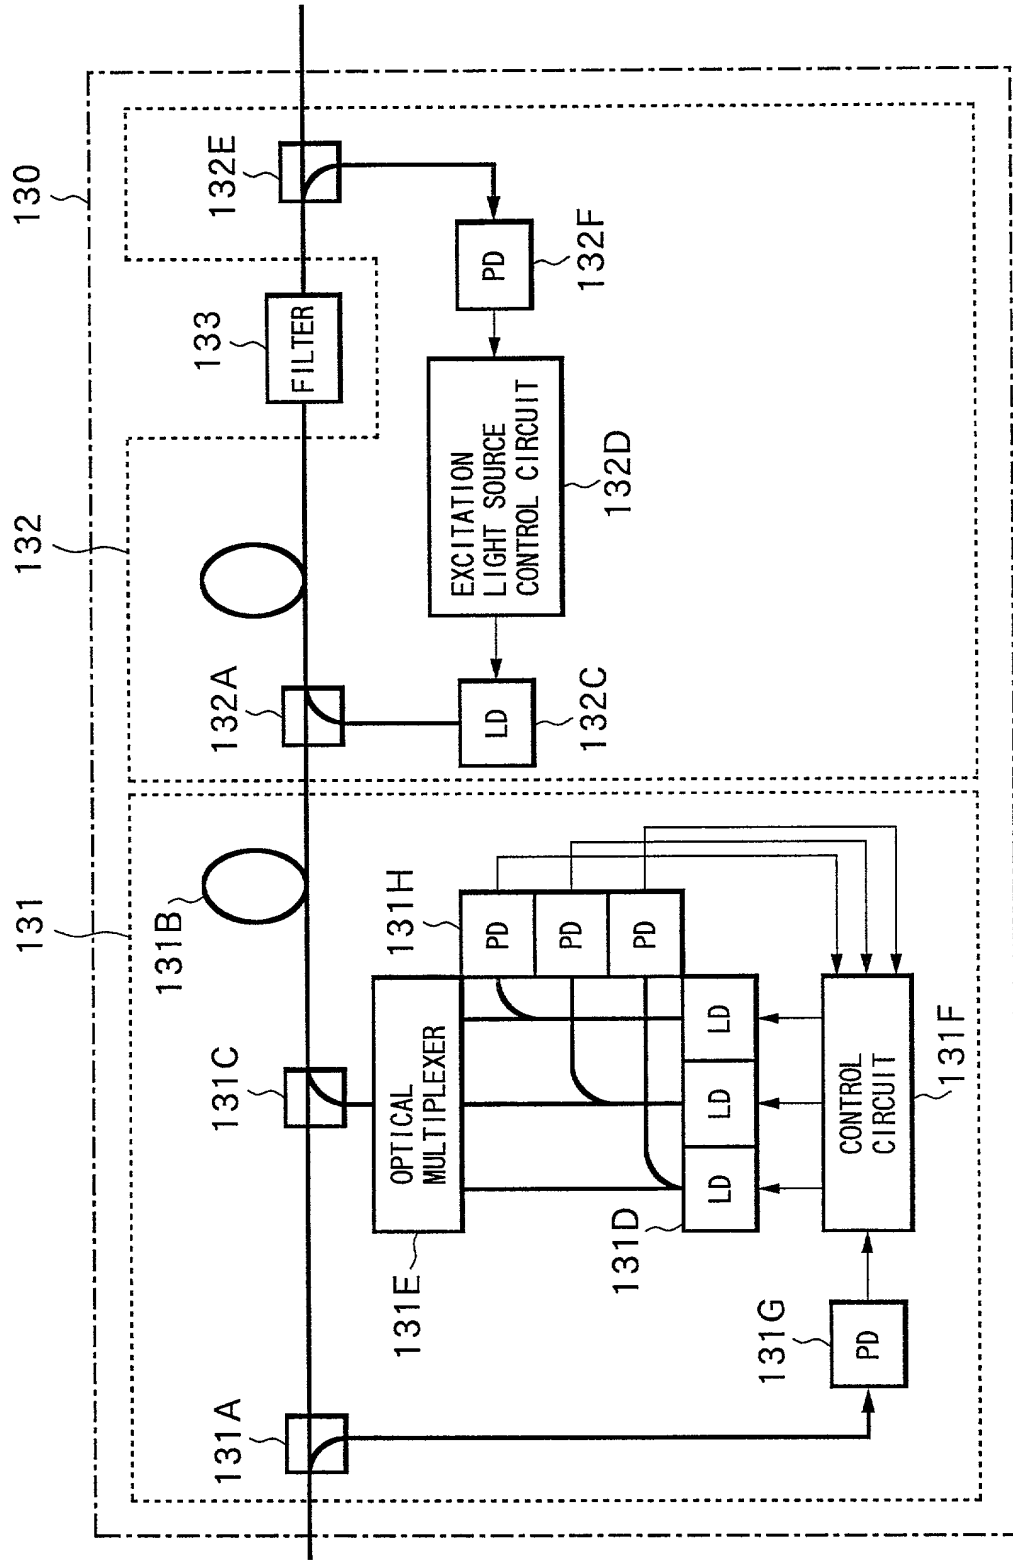 130
131
132
131A
131C
131B
132A
133
FILTER
132E
131E
OPTICAL
MULTIPLEXER
131H
PD
PD
PD
131D
LD
LD
LD
131G
PD
CONTROL
CIRCUIT
131F
LD
132C
EXCITATION
LIGHT SOURCE
CONTROL CIRCUIT
132D
PD
132F